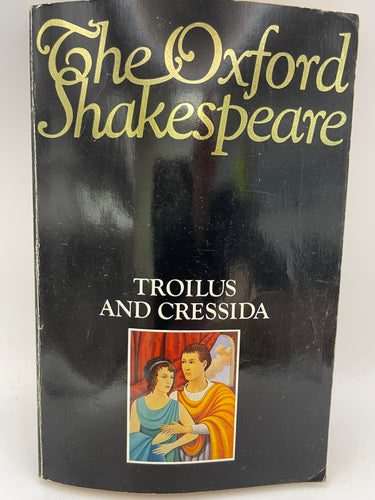 The Oxford
Shakespeare
TROILUS
AND CRESSIDA